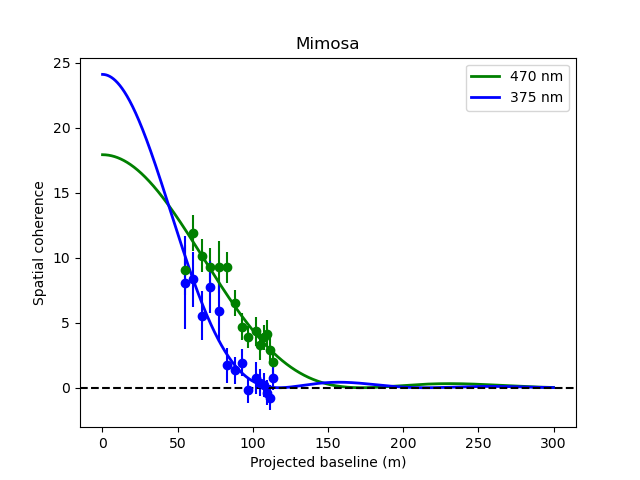 Mimosa
470 nm
375 nm
Spatial coherence
25
20
15
10
5
0
0 50 100 150 200 250 300
Projected baseline (m)